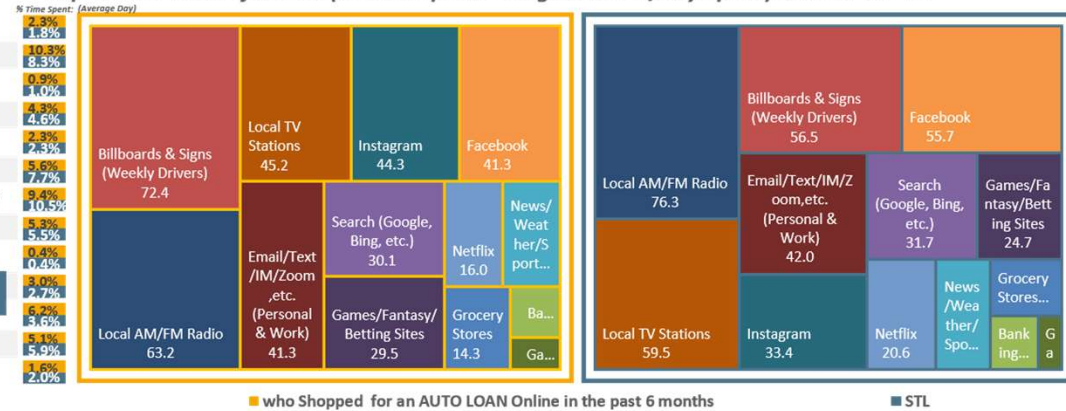 % Time Spent: (Average Day)
2.3%
1.8%
10.3%
8.3%
0.9%
1.0%
4.3%
4.6%
2.3%
2.3%
5.6%
7.7%
9.4%
10.5%
5.3%
5.5%
0.4%
0.4%
3.0%
2.7%
6.2%
3.6%
5.1%
5.9%
1.6%
2.0%
Billboards & Signs
(Weekly Drivers)
72.4
Local AM/FM Radio
63.2
Local TV
Stations
45.2
Instagram
44.3
Facebook
41.3
Email/Text
/IM/Zoom
,etc.
(Personal
& Work)
41.3
Search (Google,
Bing, etc.)
30.1
Games/Fantasy/
Betting Sites
29.5
Netflix
16.0
News/
Weat
her/S
port...
Grocery
Stores
14.3
Ba...
Ga...
Local AM/FM Radio
76.3
Local TV Stations
59.5
Billboards & Signs
(Weekly Drivers)
56.5
Facebook
55.7
Email/Text/IM/Z
oom,etc.
(Personal &
Work)
42.0
Instagram
33.4
Search
(Google, Bing,
etc.)
31.7
Games/Fa
ntasy/Bett
ing Sites
24.7
Netflix
20.6
News
/Wea
ther/
Spo...
Grocery
Stores...
Bank
ing...
G
a
who Shopped for an AUTO LOAN Online in the past 6 months
STL